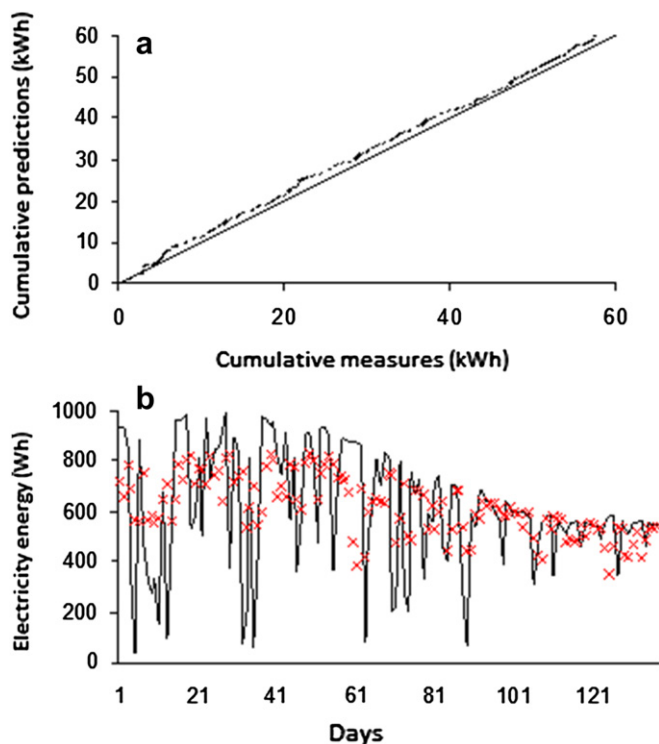 a
Cumulative predictions (kWh)
60
50
40
30
20
10
0
0 20 40 60
Cumulative measures (kWh)
b
Electricity energy (Wh)
1000
800
600
400
200
0
1 21 41 61 81 101 121
Days